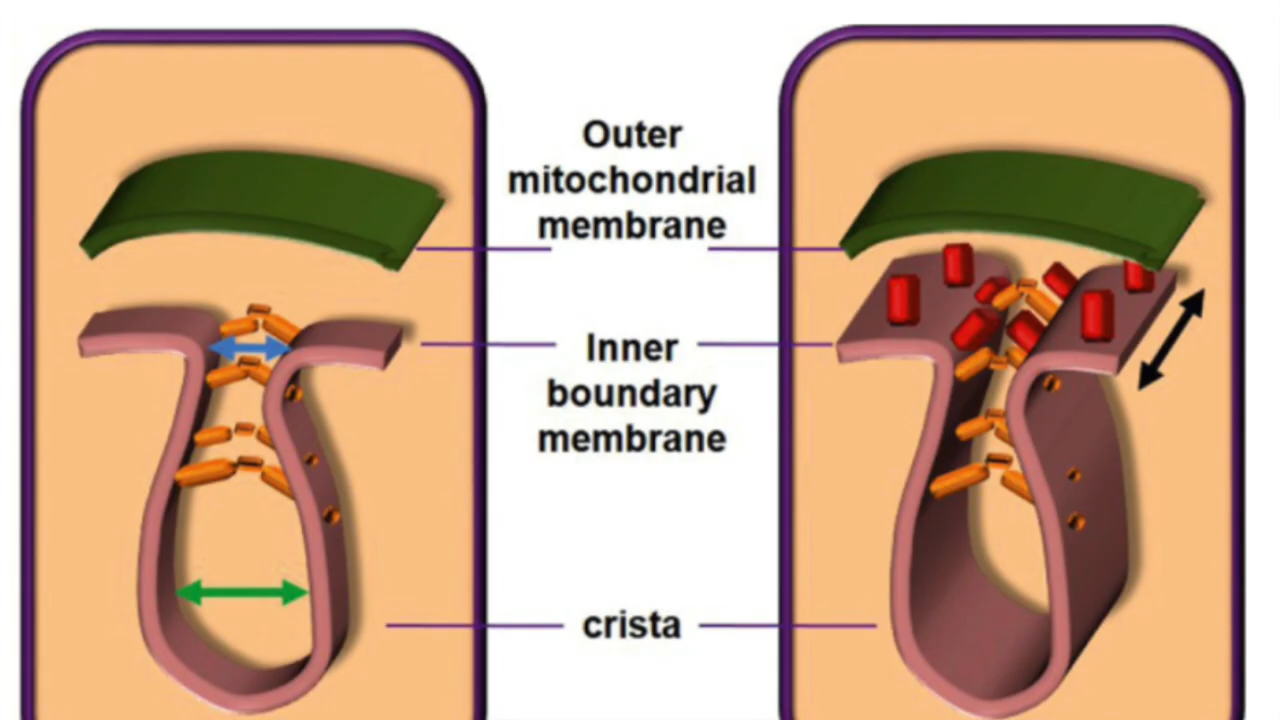 Outer
mitochondrial
membrane
Inner
boundary
membrane
crista